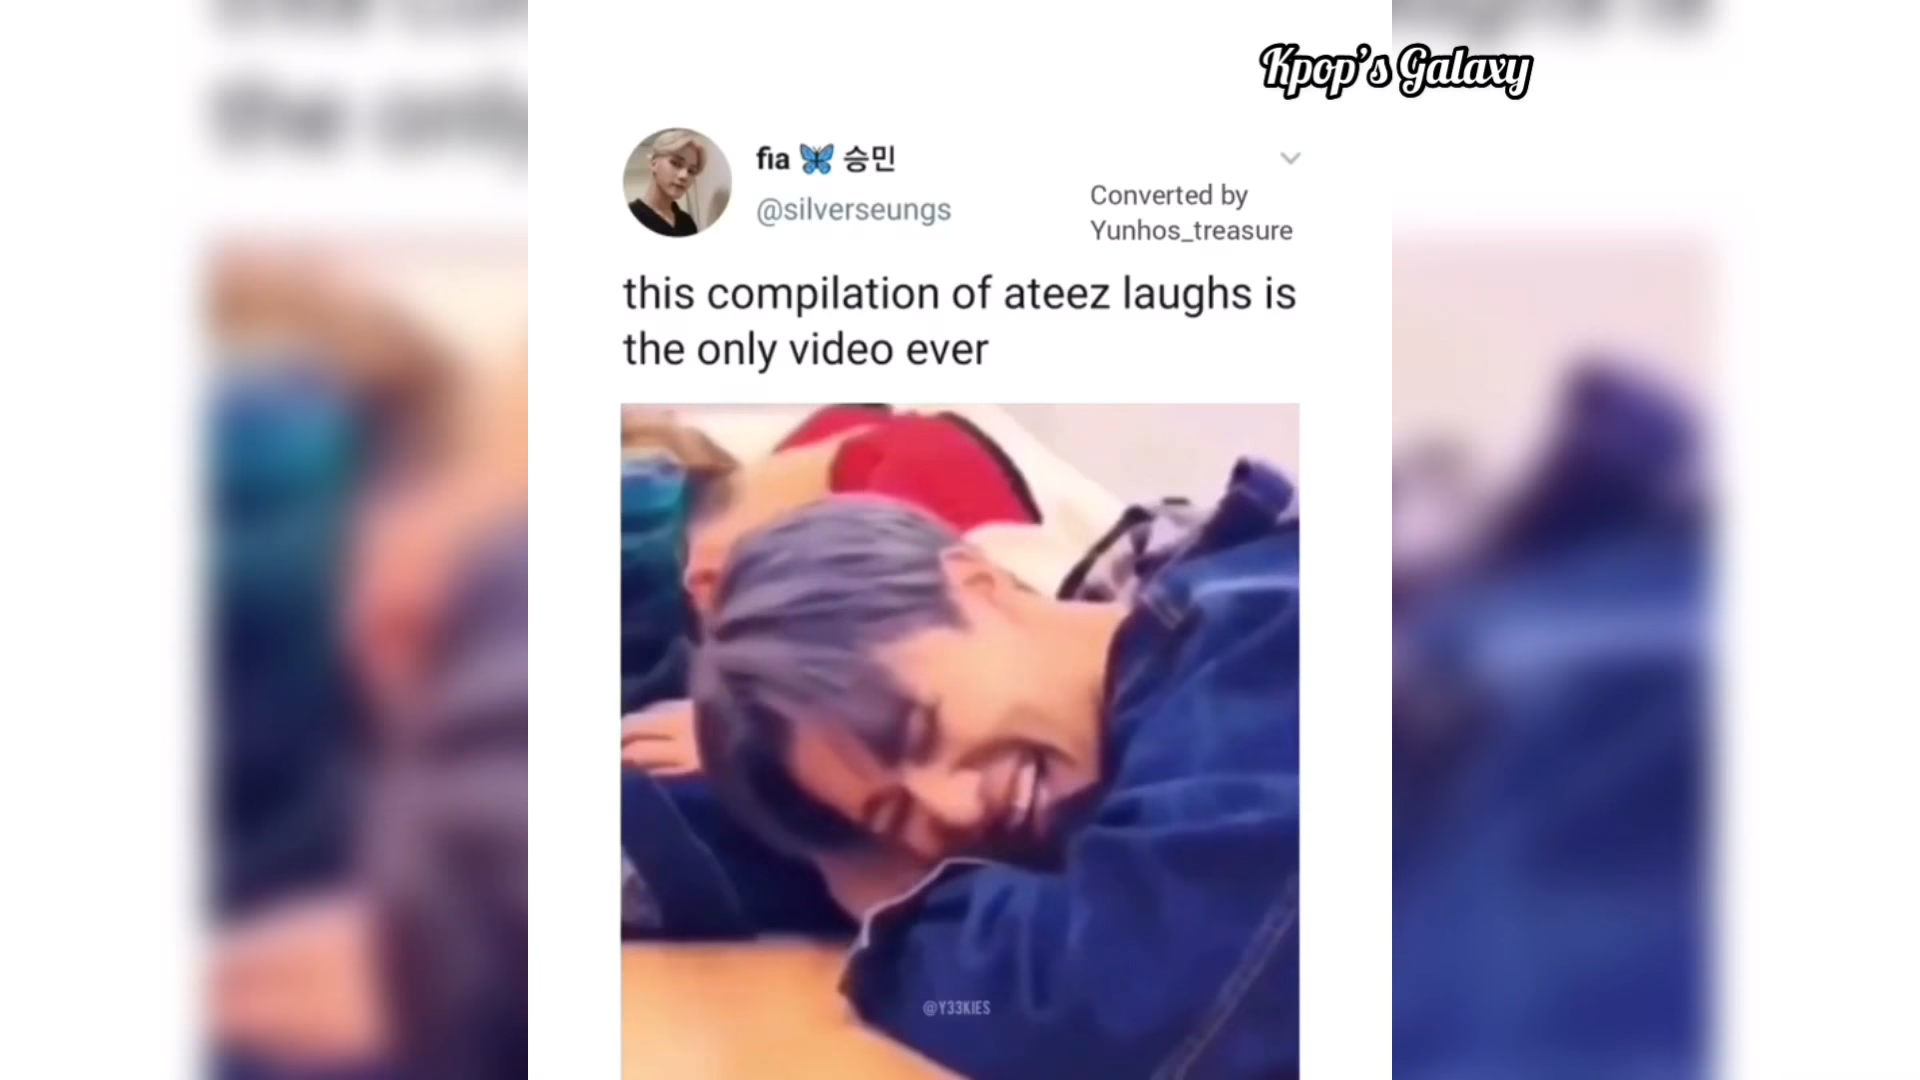 Kpop's Galaxy
fia 🦋 승민
@silverseungs
Converted by
Yunhos_treasure
this compilation of ateez laughs is
the only video ever
@Y33KIES